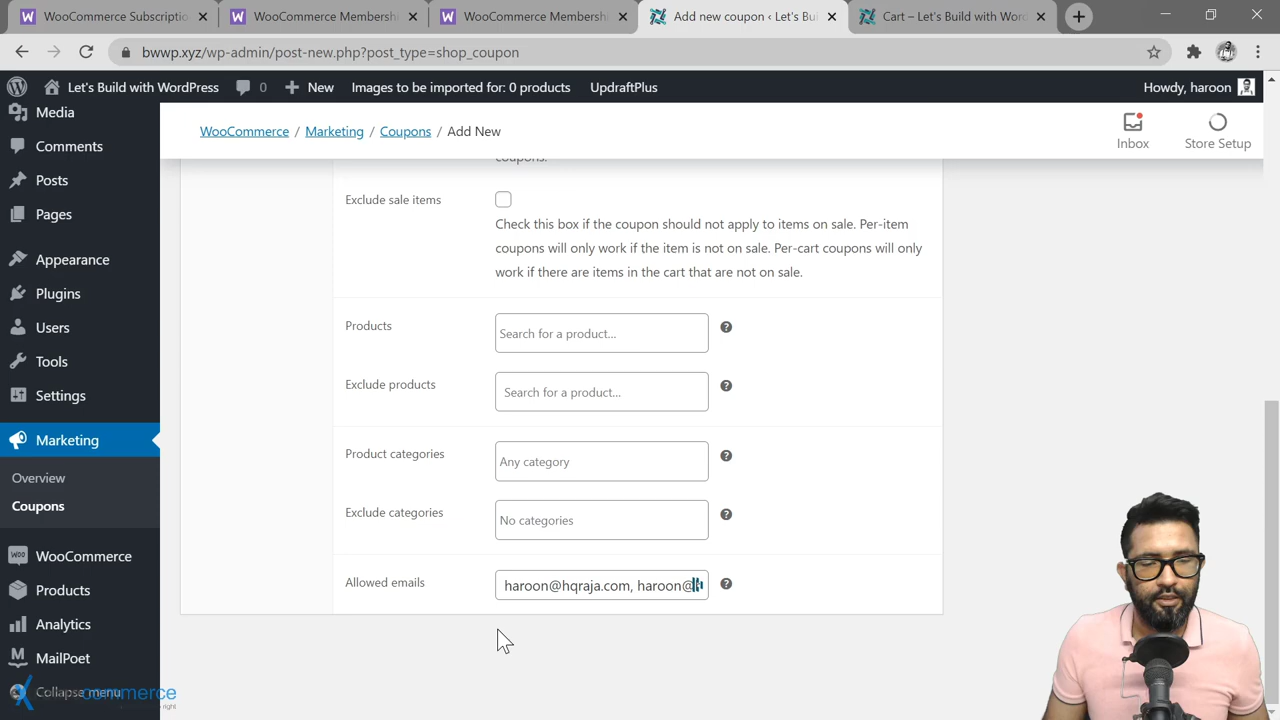 WooCommerce Subscriptio
WooCommerce Membershi
WooCommerce Membershi
Add new coupon ‹ Let's Bui
Cart – Let's Build with Word
bwwp.xyz/wp-admin/post-new.php?post_type=shop_coupon
Let's Build with WordPress 0 New Images to be imported for: 0 products UpdraftPlus Howdy, haroon
Media
Comments
Posts
Pages
Appearance
Plugins
Users
Tools
Settings
Marketing
Overview
Coupons
WooCommerce
Products
Analytics
MailPoet
Collapse menu
commerce
right
WooCommerce / Marketing / Coupons / Add New
Inbox
Store Setup
coupons.
Exclude sale items
Check this box if the coupon should not apply to items on sale. Per-item
coupons will only work if the item is not on sale. Per-cart coupons will only
work if there are items in the cart that are not on sale.
Products Search for a product...
Exclude products Search for a product...
Product categories Any category
Exclude categories No categories
Allowed emails haroon@hqraja.com, haroon@